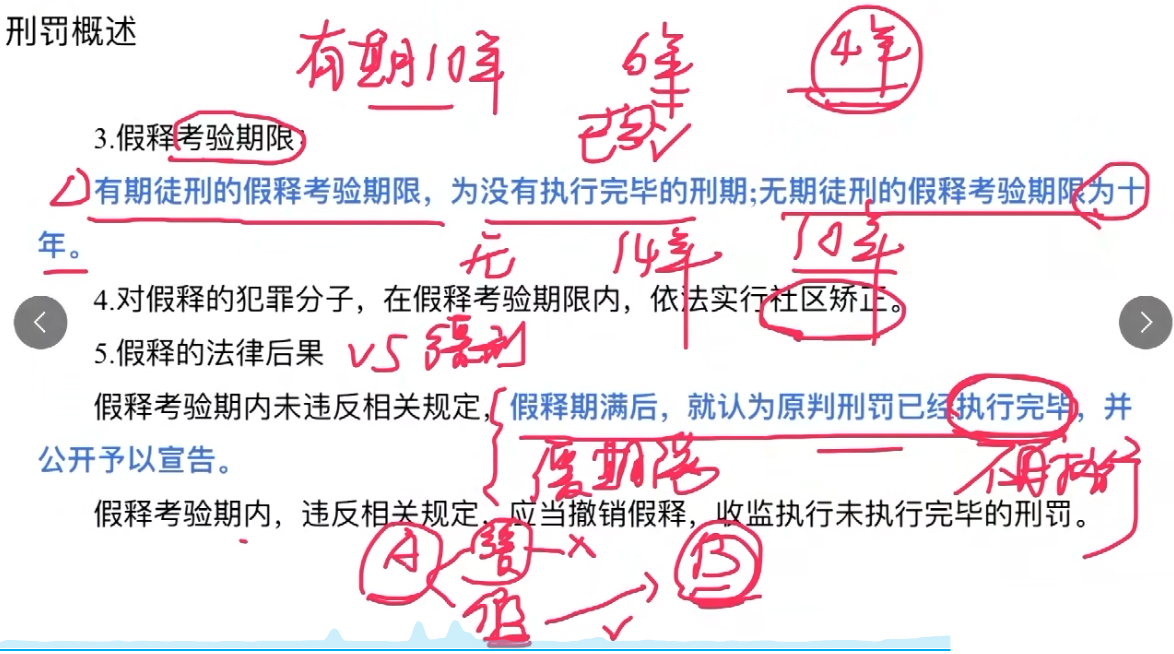 刑罚概述
有期10年 6年 4年
已执✓
3.假释考验期限:
有期徒刑的假释考验期限，为没有执行完毕的刑期;无期徒刑的假释考验期限为十
年。
无 14年 10年
4.对假释的犯罪分子，在假释考验期限内，依法实行社区矫正。
5.假释的法律后果 VS 缓刑
假释考验期内未违反相关规定，假释期满后，就认为原判刑罚已经执行完毕，并
公开予以宣告。
不再执行
假释考验期内，违反相关规定，应当撤销假释，收监执行未执行完毕的刑罚。
A 缓 × B
假 ✓